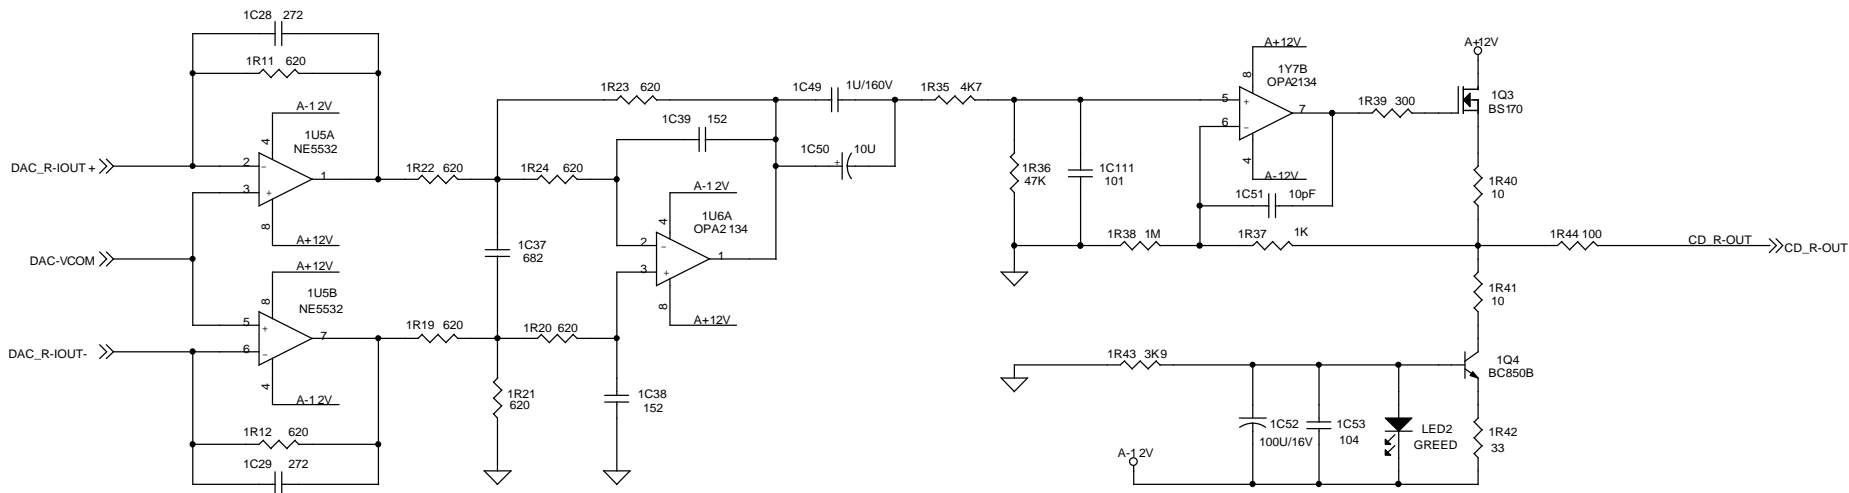 1C28 272
1R11 620
A-12V
4
1U5A
NE5532
DAC_R-IOUT +
2
3
1
8
A+12V
DAC-VCOM
A+12V
8
1U5B
NE5532
5
6
7
DAC_R-IOUT-
4
A-12V
1R12 620
1C29 272
1R22 620
1R19 620
1R23 620
1C39 152
1R24 620
1C37
682
1R20 620
1R21
620
1C38
152
A-12V
4
1U6A
OPA2134
2
3
1
8
A+12V
1C49 1U/160V
1C50 + 10U
1R35 4K7
1R36
47K
1C111
101
A+12V
8
1Y7B
OPA2134
5
6
7
4
A-12V
1C51 10pF
1R38 1M
1R37 1K
1R39 300
A+12V
1Q3
BS170
1R40
10
1R44 100
CD_R-OUT
CD_R-OUT
1R41
10
1R43 3K9
1Q4
BC850B
1C52
100U/16V
1C53
104
LED2
GREED
1R42
33
A-12V